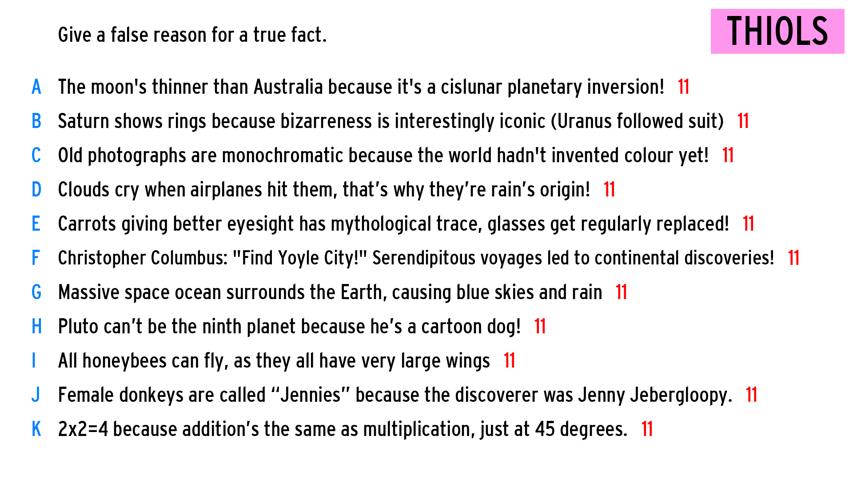 Give a false reason for a true fact.
THIOLS
A The moon's thinner than Australia because it's a cislunar planetary inversion! 11
B Saturn shows rings because bizarreness is interestingly iconic (Uranus followed suit) 11
C Old photographs are monochromatic because the world hadn't invented colour yet! 11
D Clouds cry when airplanes hit them, that’s why they’re rain’s origin! 11
E Carrots giving better eyesight has mythological trace, glasses get regularly replaced! 11
F Christopher Columbus: "Find Yoyle City!" Serendipitous voyages led to continental discoveries! 11
G Massive space ocean surrounds the Earth, causing blue skies and rain 11
H Pluto can’t be the ninth planet because he’s a cartoon dog! 11
I All honeybees can fly, as they all have very large wings 11
J Female donkeys are called “Jennies” because the discoverer was Jenny Jebergloopy. 11
K 2x2=4 because addition’s the same as multiplication, just at 45 degrees. 11